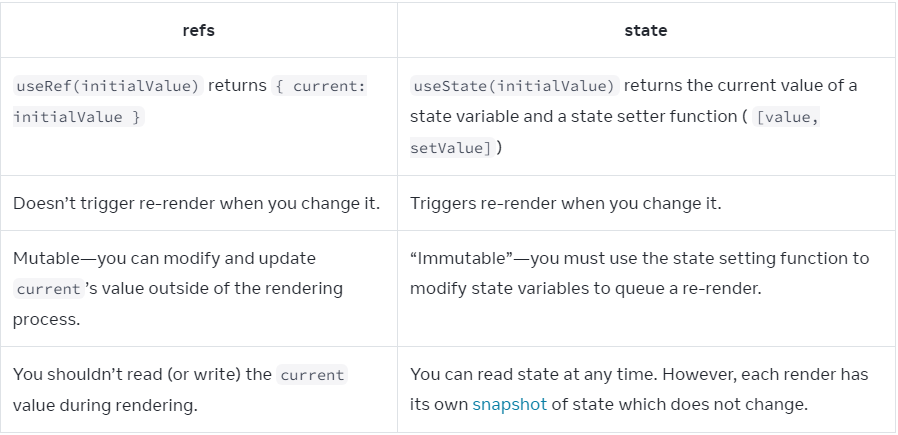 refs
state
useRef(initialValue) returns { current:
initialValue }
useState(initialValue) returns the current value of a
state variable and a state setter function ( [value,
setValue])
Doesn’t trigger re-render when you change it.
Triggers re-render when you change it.
Mutable—you can modify and update
current ’s value outside of the rendering
process.
“Immutable”—you must use the state setting function to
modify state variables to queue a re-render.
You shouldn’t read (or write) the current
value during rendering.
You can read state at any time. However, each render has
its own snapshot of state which does not change.